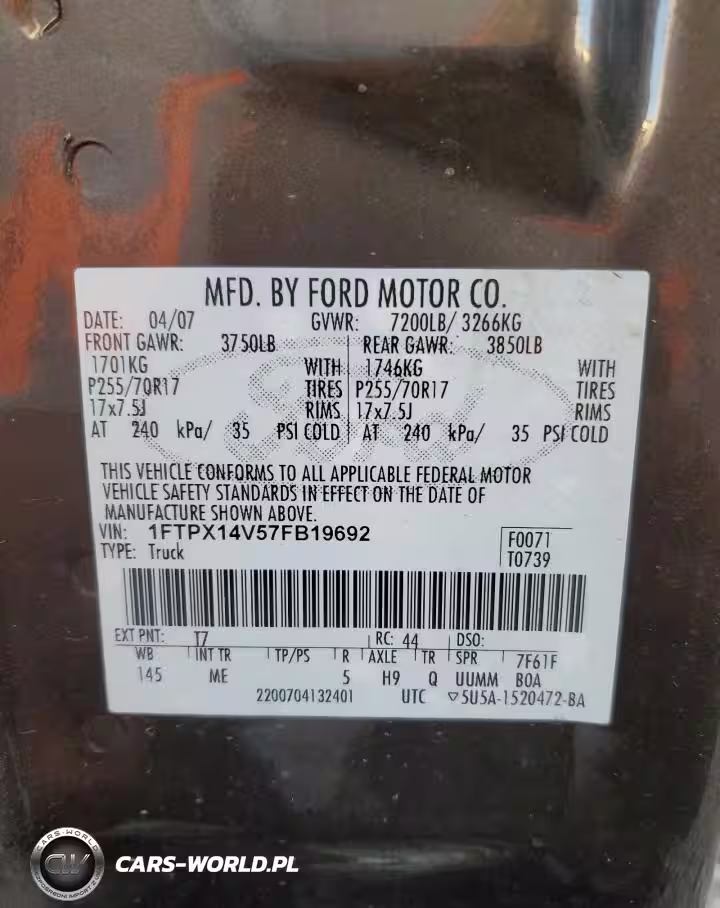 MFD. BY FORD MOTOR CO.
DATE: 04/07 GVWR: 7200LB/ 3266KG
FRONT GAWR: 3750LB REAR GAWR: 3850LB
1701KG WITH 1746KG WITH
P255/70R17 TIRES P255/70R17 TIRES
17x7.5J RIMS 17x7.5J RIMS
AT 240 kPa/ 35 PSI COLD AT 240 kPa/ 35 PSI COLD
THIS VEHICLE CONFORMS TO ALL APPLICABLE FEDERAL MOTOR
VEHICLE SAFETY STANDARDS IN EFFECT ON THE DATE OF
MANUFACTURE SHOWN ABOVE.
VIN: 1FTPX14V57FB19692 F0071
TYPE: Truck T0739
EXT PNT: T7 RC: 44 DSO:
WB INT TR TP/PS R AXLE TR SPR 7F61F
145 ME 5 H9 Q UUMM BOA
2200704132401 UTC ▽5U5A-1520472-BA
Ford
CARS-WORLD
CW
CARS-WORLD.PL